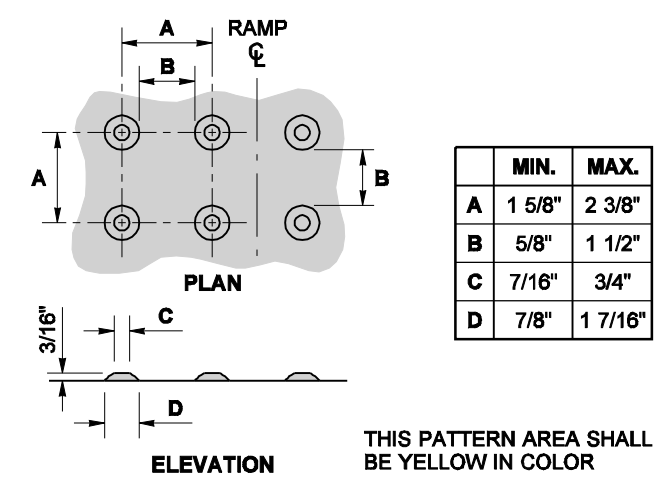 A
RAMP
℄
B
A
B
PLAN
MIN. MAX.
A 1 5/8" 2 3/8"
B 5/8" 1 1/2"
C 7/16" 3/4"
D 7/8" 1 7/16"
3/16"
C
D
ELEVATION
THIS PATTERN AREA SHALL
BE YELLOW IN COLOR